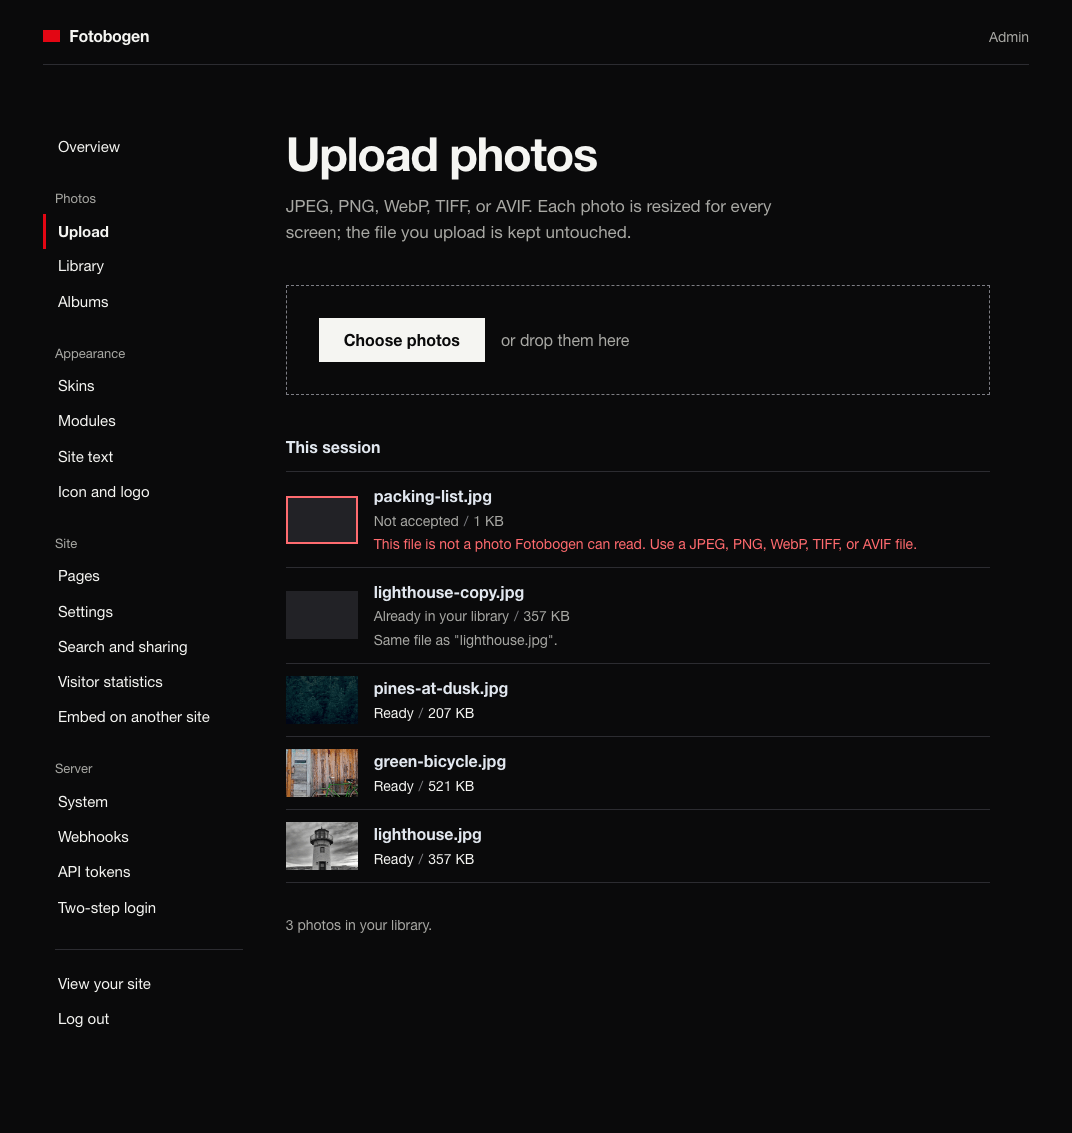 Fotobogen
Admin
Overview
Photos
Upload
Library
Albums
Appearance
Skins
Modules
Site text
Icon and logo
Site
Pages
Settings
Search and sharing
Visitor statistics
Embed on another site
Server
System
Webhooks
API tokens
Two-step login
View your site
Log out
Upload photos
JPEG, PNG, WebP, TIFF, or AVIF. Each photo is resized for every
screen; the file you upload is kept untouched.
Choose photos
or drop them here
This session
packing-list.jpg
Not accepted / 1 KB
This file is not a photo Fotobogen can read. Use a JPEG, PNG, WebP, TIFF, or AVIF file.
lighthouse-copy.jpg
Already in your library / 357 KB
Same file as "lighthouse.jpg".
pines-at-dusk.jpg
Ready / 207 KB
green-bicycle.jpg
Ready / 521 KB
lighthouse.jpg
Ready / 357 KB
3 photos in your library.